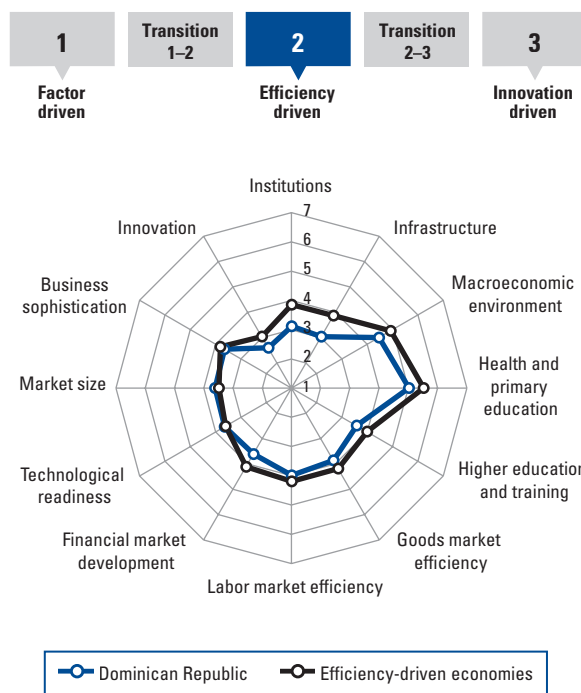 1
Transition
1–2
2
Transition
2–3
3
Factor
driven
Efficiency
driven
Innovation
driven
Institutions
Innovation
7
Infrastructure
6
Business
sophistication
5
Macroeconomic
environment
4
3
2
Market size
1
Health and
primary
education
Technological
readiness
Higher education
and training
Financial market
development
Goods market
efficiency
Labor market efficiency
Dominican Republic
Efficiency-driven economies